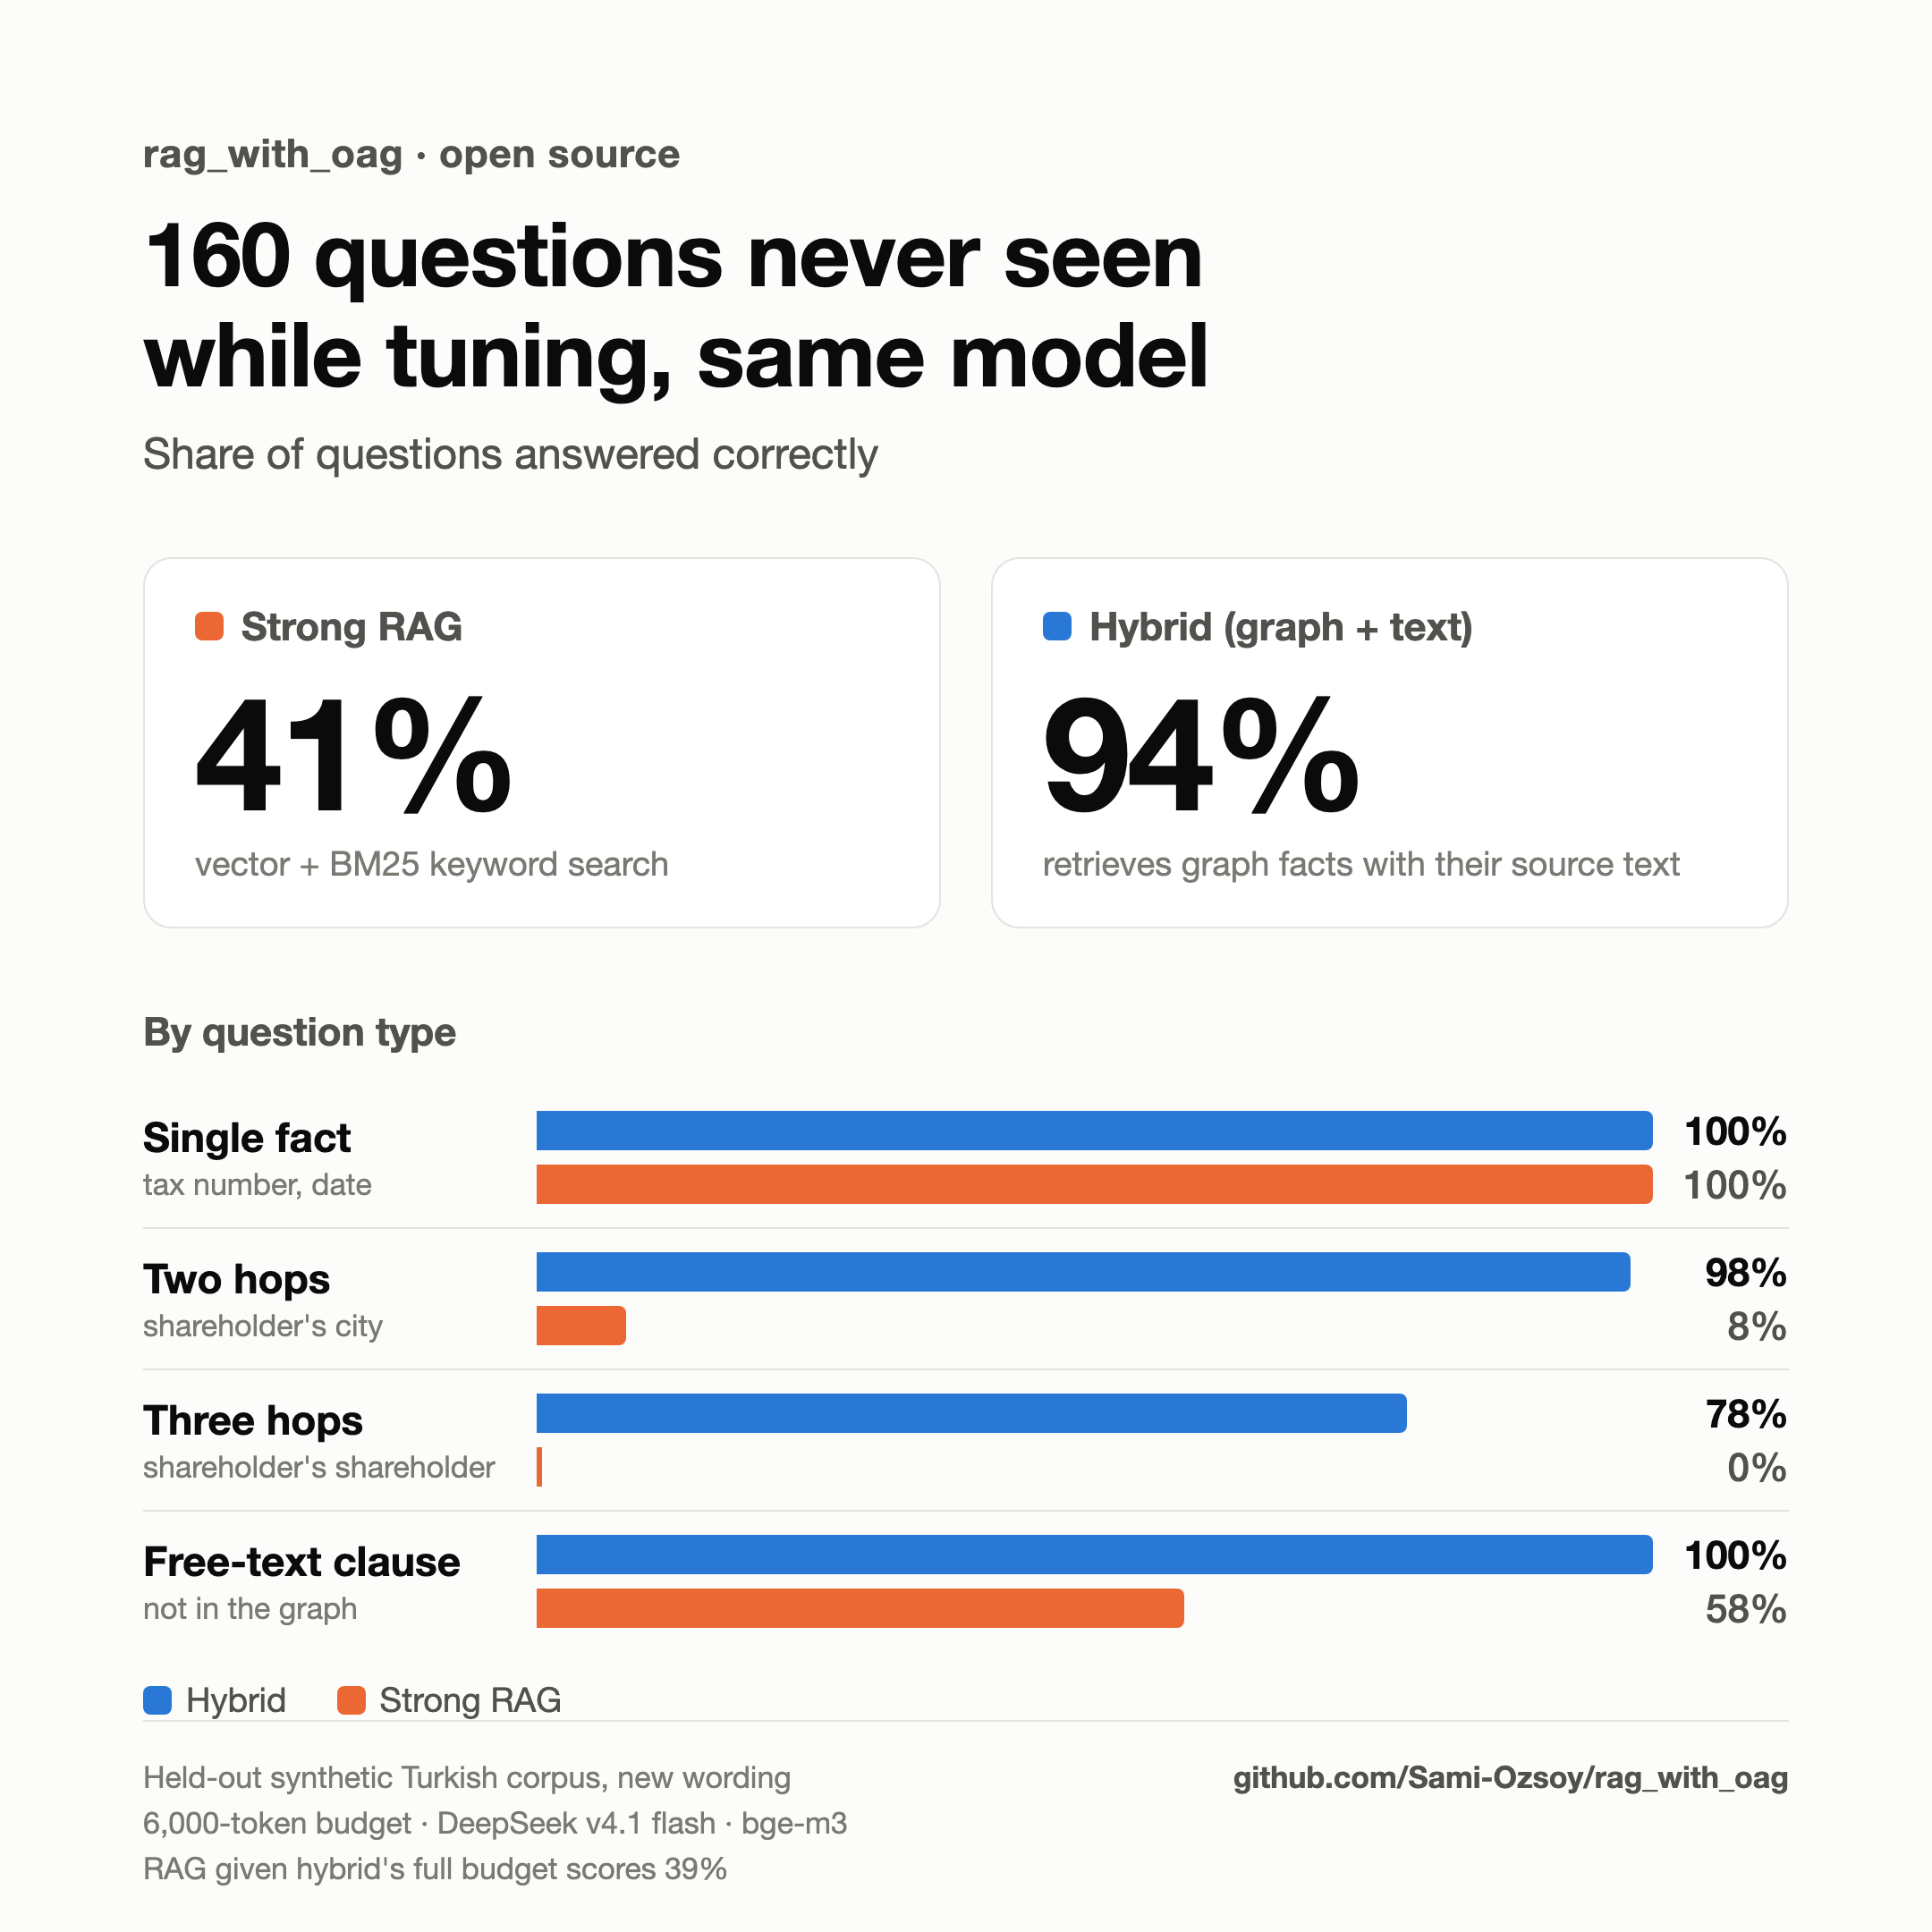 rag_with_oag · open source
160 questions never seen
while tuning, same model
Share of questions answered correctly
Strong RAG
41%
vector + BM25 keyword search
Hybrid (graph + text)
94%
retrieves graph facts with their source text
By question type
Single fact
tax number, date
100%
100%
Two hops
shareholder's city
98%
8%
Three hops
shareholder's shareholder
78%
0%
Free-text clause
not in the graph
100%
58%
Hybrid
Strong RAG
Held-out synthetic Turkish corpus, new wording
6,000-token budget · DeepSeek v4.1 flash · bge-m3
RAG given hybrid's full budget scores 39%
github.com/Sami-Ozsoy/rag_with_oag